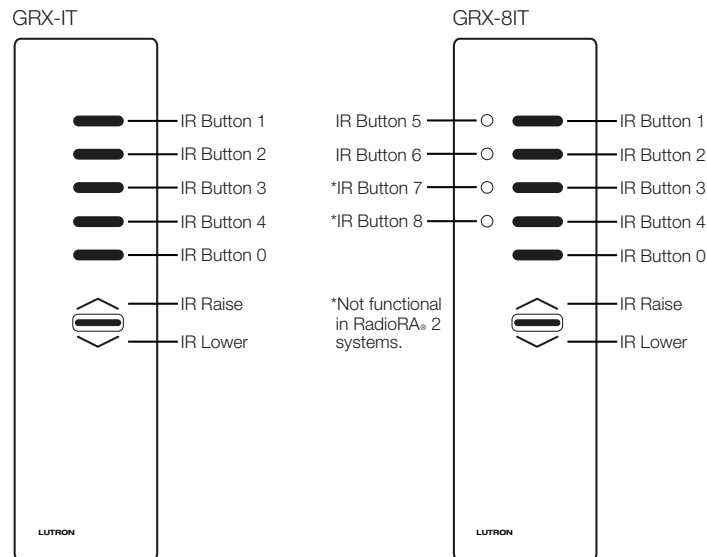 GRX-IT
IR Button 1
IR Button 2
IR Button 3
IR Button 4
IR Button 0
IR Raise
IR Lower
LUTRON
GRX-8IT
IR Button 5
IR Button 6
*IR Button 7
*IR Button 8
*Not functional
in RadioRA® 2
systems.
IR Button 1
IR Button 2
IR Button 3
IR Button 4
IR Button 0
IR Raise
IR Lower
LUTRON